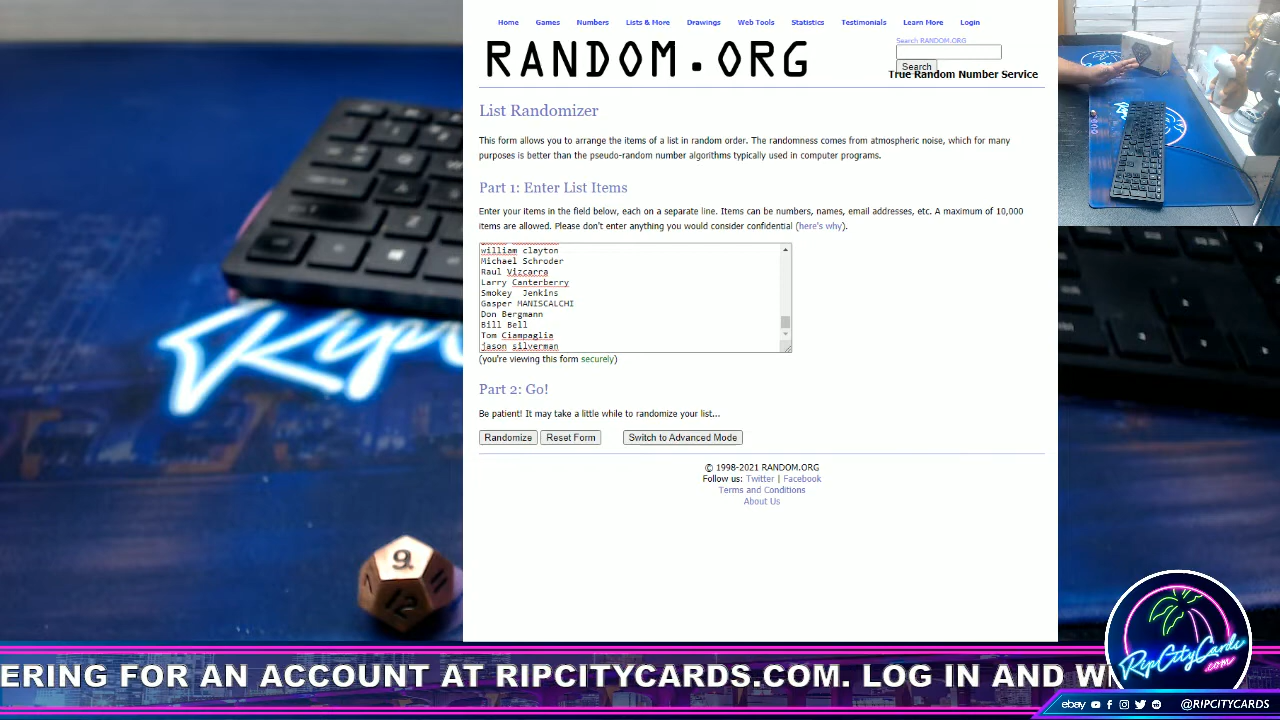 Home Games Numbers Lists & More Drawings Web Tools Statistics Testimonials Learn More Login
RANDOM.ORG
Search RANDOM.ORG
Search
True Random Number Service
List Randomizer
This form allows you to arrange the items of a list in random order. The randomness comes from atmospheric noise, which for many
purposes is better than the pseudo-random number algorithms typically used in computer programs.
Part 1: Enter List Items
Enter your items in the field below, each on a separate line. Items can be numbers, names, email addresses, etc. A maximum of 10,000
items are allowed. Please don't enter anything you would consider confidential (here's why).
william clayton
Michael Schroder
Raul Vizcarra
Larry Canterberry
Smokey  Jenkins
Gasper MANISCALCHI
Don Bergmann
Bill Bell
Tom Ciampaglia
jason silverman
(you're viewing this form securely)
Part 2: Go!
Be patient! It may take a little while to randomize your list...
Randomize Reset Form Switch to Advanced Mode
© 1998-2021 RANDOM.ORG
Follow us: Twitter | Facebook
Terms and Conditions
About Us
Rip
9
12
11
ERING FOR AN ACCOUNT AT RIPCITYCARDS.COM. LOG IN AND WI
RipCityCards
.com
ebay @RIPCITYCARDS